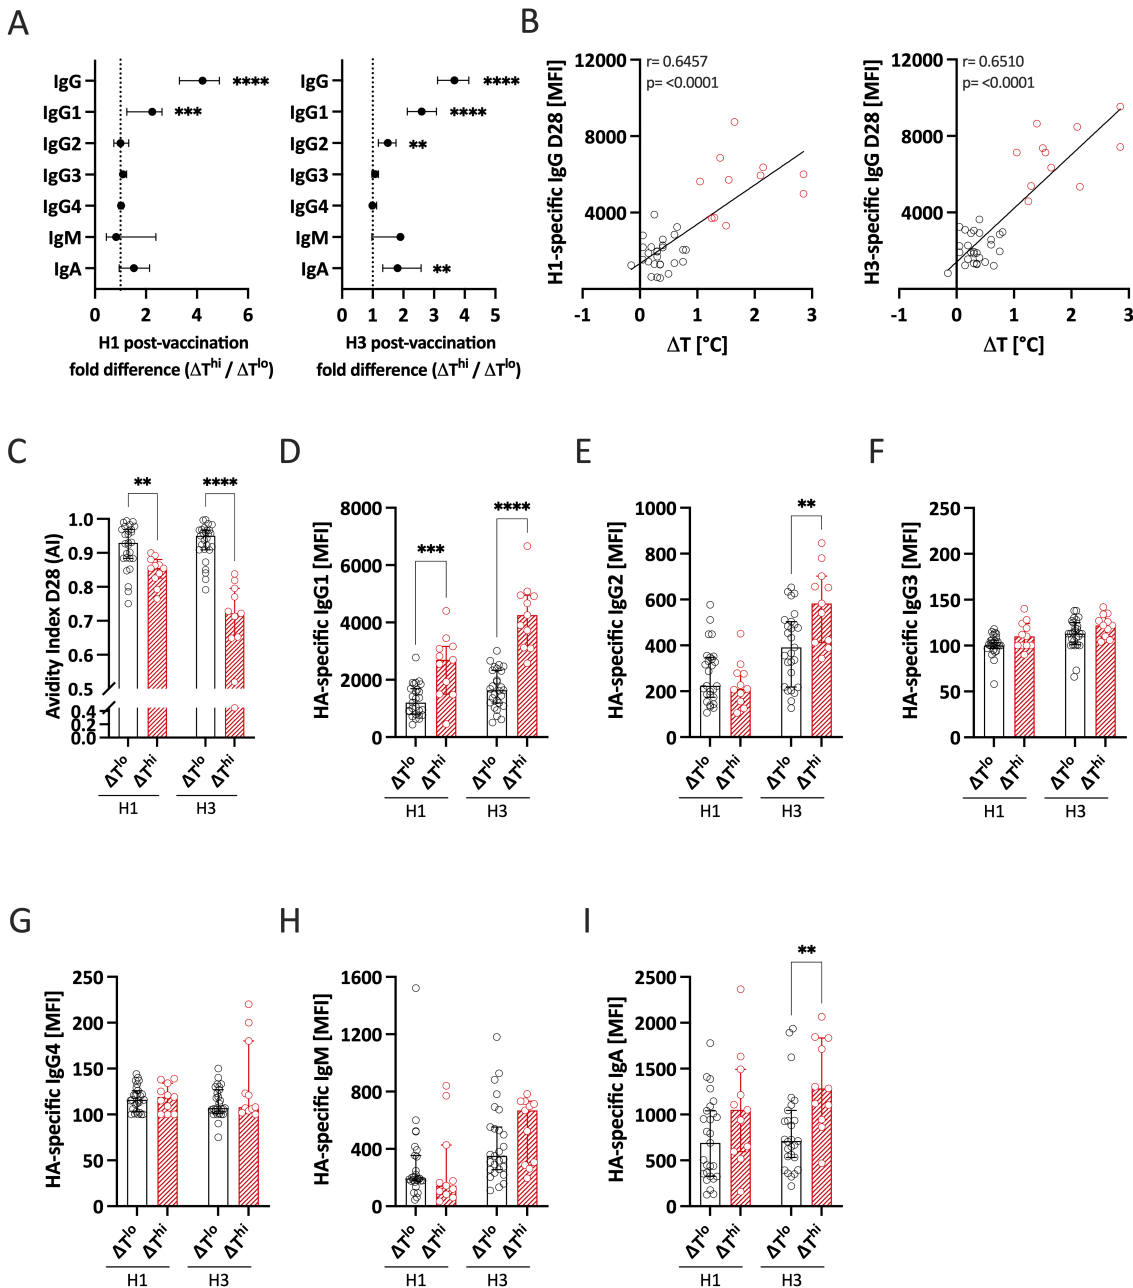 A
IgG
IgG1
IgG2
IgG3
IgG4
IgM
IgA
****
***
0 2 4 6
H1 post-vaccination
fold difference (ΔThi / ΔTlo)
IgG
IgG1
IgG2
IgG3
IgG4
IgM
IgA
****
****
**
**
0 1 2 3 4 5
H3 post-vaccination
fold difference (ΔThi / ΔTlo)
B
H1-specific IgG D28 [MFI]
12000
8000
4000
r= 0.6457
p= <0.0001
-1 0 1 2 3
ΔT [°C]
H3-specific IgG D28 [MFI]
12000
8000
4000
r= 0.6510
p= <0.0001
-1 0 1 2 3
ΔT [°C]
C
Avidity Index D28 (AI)
1.0
0.9
0.8
0.7
0.6
0.5
0.4
0.2
0.0
** ****
ΔTlo ΔThi ΔTlo ΔThi
H1 H3
D
HA-specific IgG1 [MFI]
8000
6000
4000
2000
0
*** ****
ΔTlo ΔThi ΔTlo ΔThi
H1 H3
E
HA-specific IgG2 [MFI]
1000
800
600
400
200
0
**
ΔTlo ΔThi ΔTlo ΔThi
H1 H3
F
HA-specific IgG3 [MFI]
250
200
150
100
50
0
ΔTlo ΔThi ΔTlo ΔThi
H1 H3
G
HA-specific IgG4 [MFI]
250
200
150
100
50
0
ΔTlo ΔThi ΔTlo ΔThi
H1 H3
H
HA-specific IgM [MFI]
1600
1200
800
400
0
ΔTlo ΔThi ΔTlo ΔThi
H1 H3
I
HA-specific IgA [MFI]
2500
2000
1500
1000
500
0
**
ΔTlo ΔThi ΔTlo ΔThi
H1 H3